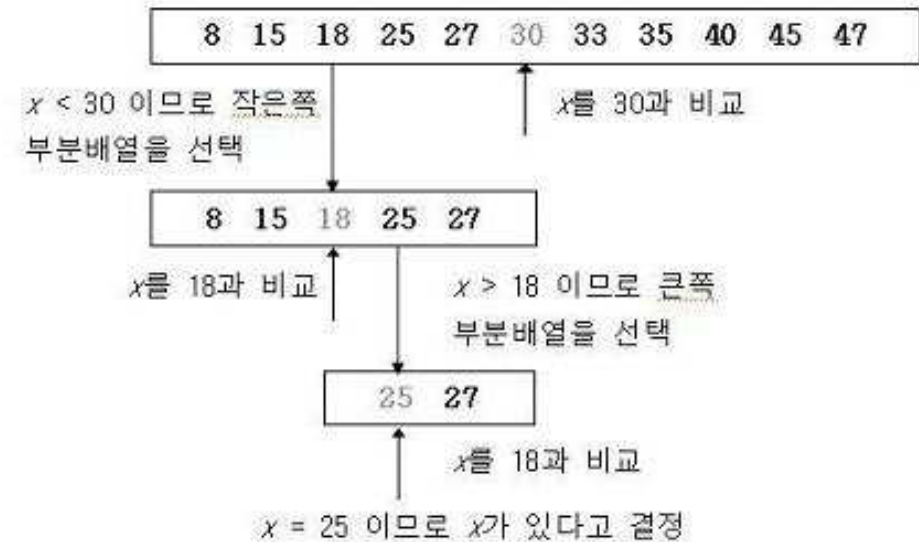 8 15 18 25 27 30 33 35 40 45 47
x < 30 이므로 작은쪽
부분배열을 선택
x를 30과 비교
8 15 18 25 27
x를 18과 비교
x > 18 이므로 큰쪽
부분배열을 선택
25 27
x를 18과 비교
x = 25 이므로 x가 있다고 결정